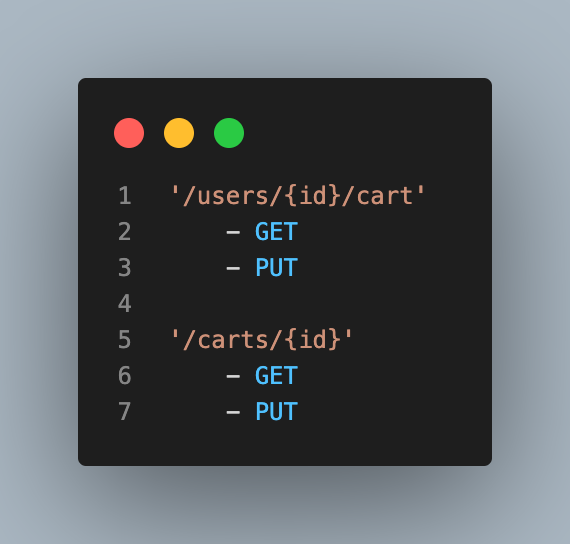 1 '/users/{id}/cart'
2 - GET
3 - PUT
4
5 '/carts/{id}'
6 - GET
7 - PUT